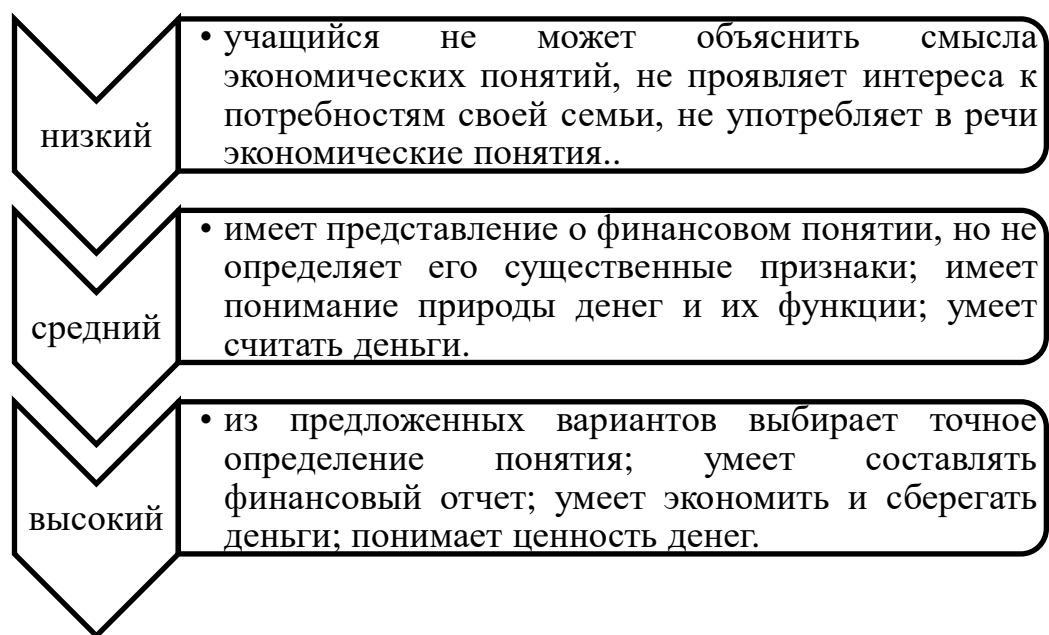 низкий
• учащийся не может объяснить смысла
экономических понятий, не проявляет интереса к
потребностям своей семьи, не употребляет в речи
экономические понятия..
средний
• имеет представление о финансовом понятии, но не
определяет его существенные признаки; имеет
понимание природы денег и их функции; умеет
считать деньги.
высокий
• из предложенных вариантов выбирает точное
определение понятия; умеет составлять
финансовый отчет; умеет экономить и сберегать
деньги; понимает ценность денег.